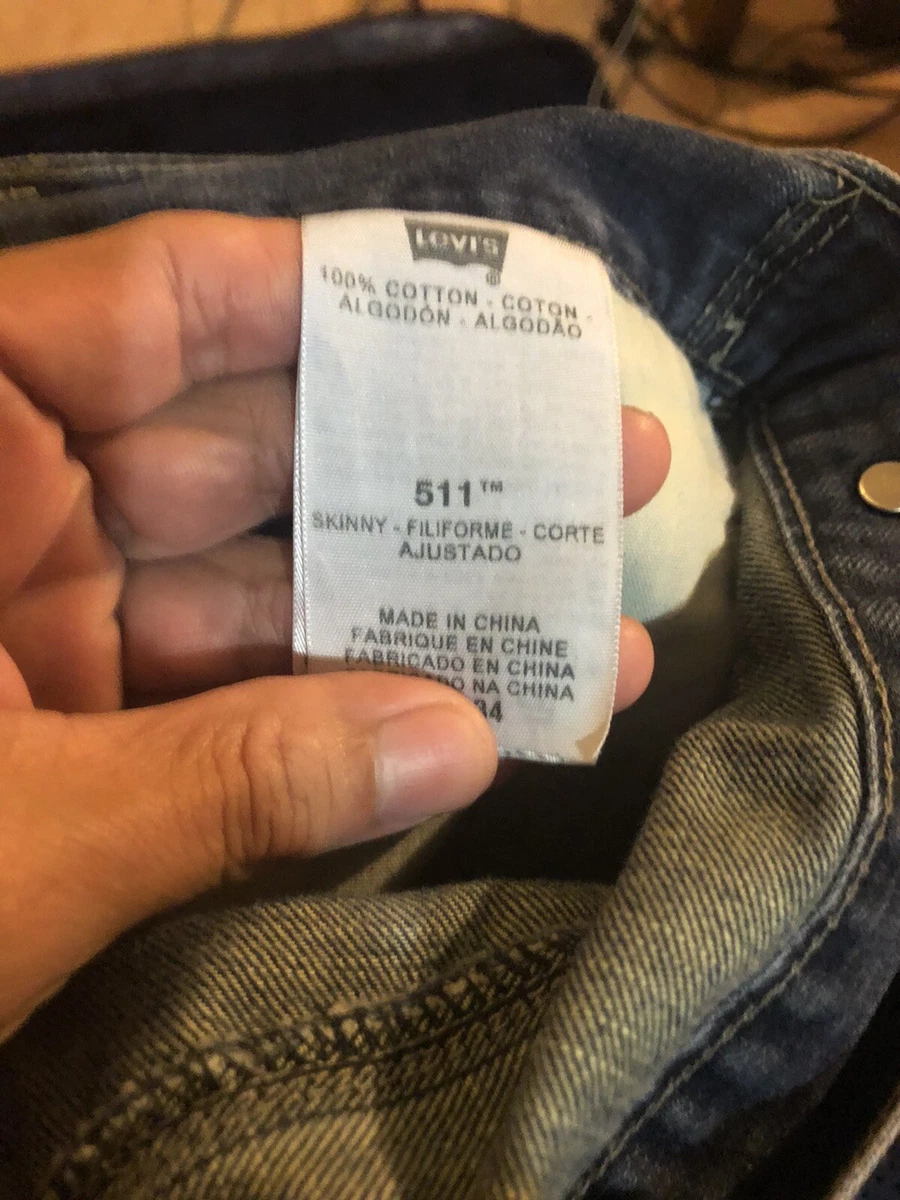 Levi's
®
100% COTTON - COTON -
ALGODÓN - ALGODÃO
511™
SKINNY - FILIFORME - CORTE
AJUSTADO
MADE IN CHINA
FABRIQUE EN CHINE
FABRICADO EN CHINA
NA CHINA
34